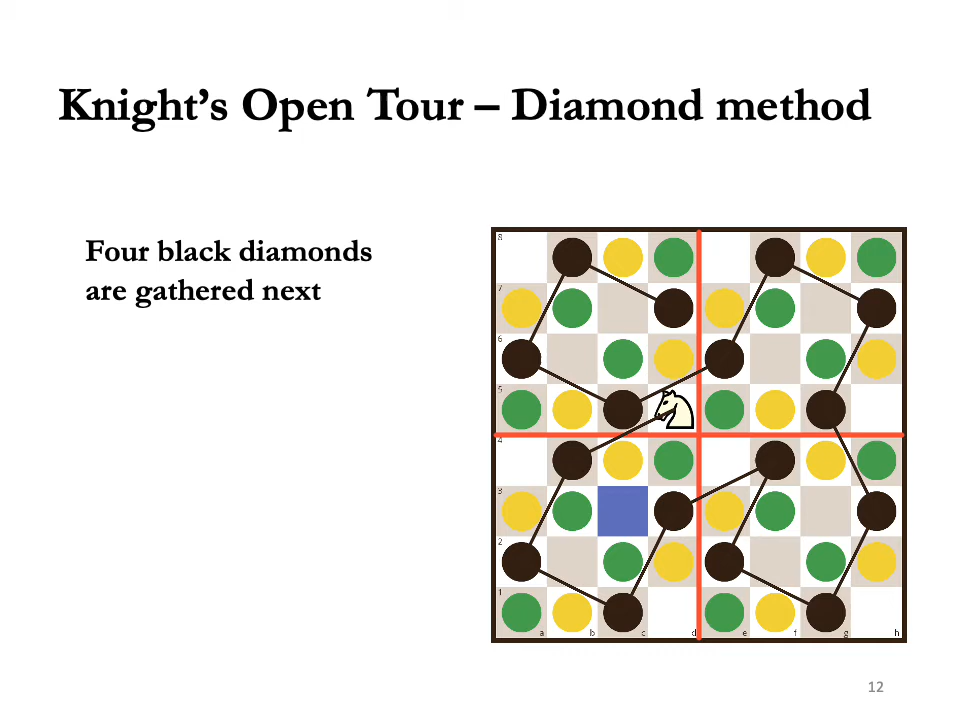 Knight's Open Tour – Diamond method
Four black diamonds
are gathered next
8
7
6
5
4
3
2
1
a b c d e f g h
12